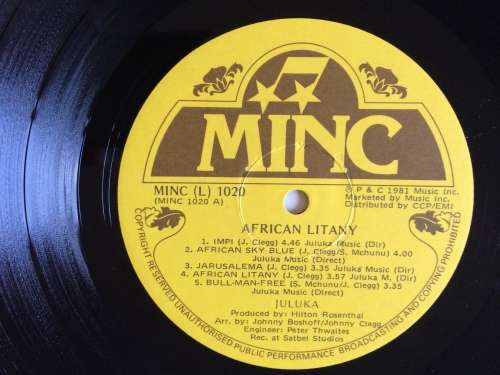 MINC
MINC (L) 1020
(MINC 1020 A)
℗ P & C 1981 Music Inc.
Marketed by Music Inc.
Distributed by CCP/EMI
AFRICAN LITANY
1. IMPI (J. Clegg) 4.46 Juluka Music (Dir)
2. AFRICAN SKY BLUE (J. Clegg/S. Mchunu) 4.00
Juluka Music (Direct)
3. JARUSALEMA (J. Clegg) 3.35 Juluka Music (Dir)
4. AFRICAN LITANY (J. Clegg) 3.57 Juluka M. (Dir)
5. BULL-MAN-FREE (S. Mchunu/J. Clegg) 3.35
Juluka Music (Direct)
JULUKA
Produced by: Hilton Rosenthal
Arr. by: Johnny Boshoff/Johnny Clegg
Engineer: Peter Thwaites
Rec. at Satbel Studios
COPYRIGHT RESERVED UNAUTHORISED PUBLIC PERFORMANCE BROADCASTING AND COPYING PROHIBITED